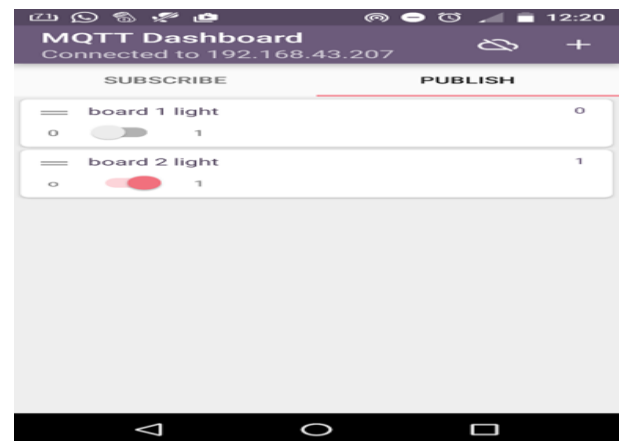 71 12:20
MQTT Dashboard
Connected to 192.168.43.207
SUBSCRIBE PUBLISH
board 1 light 0
0 1
board 2 light 1
o 1